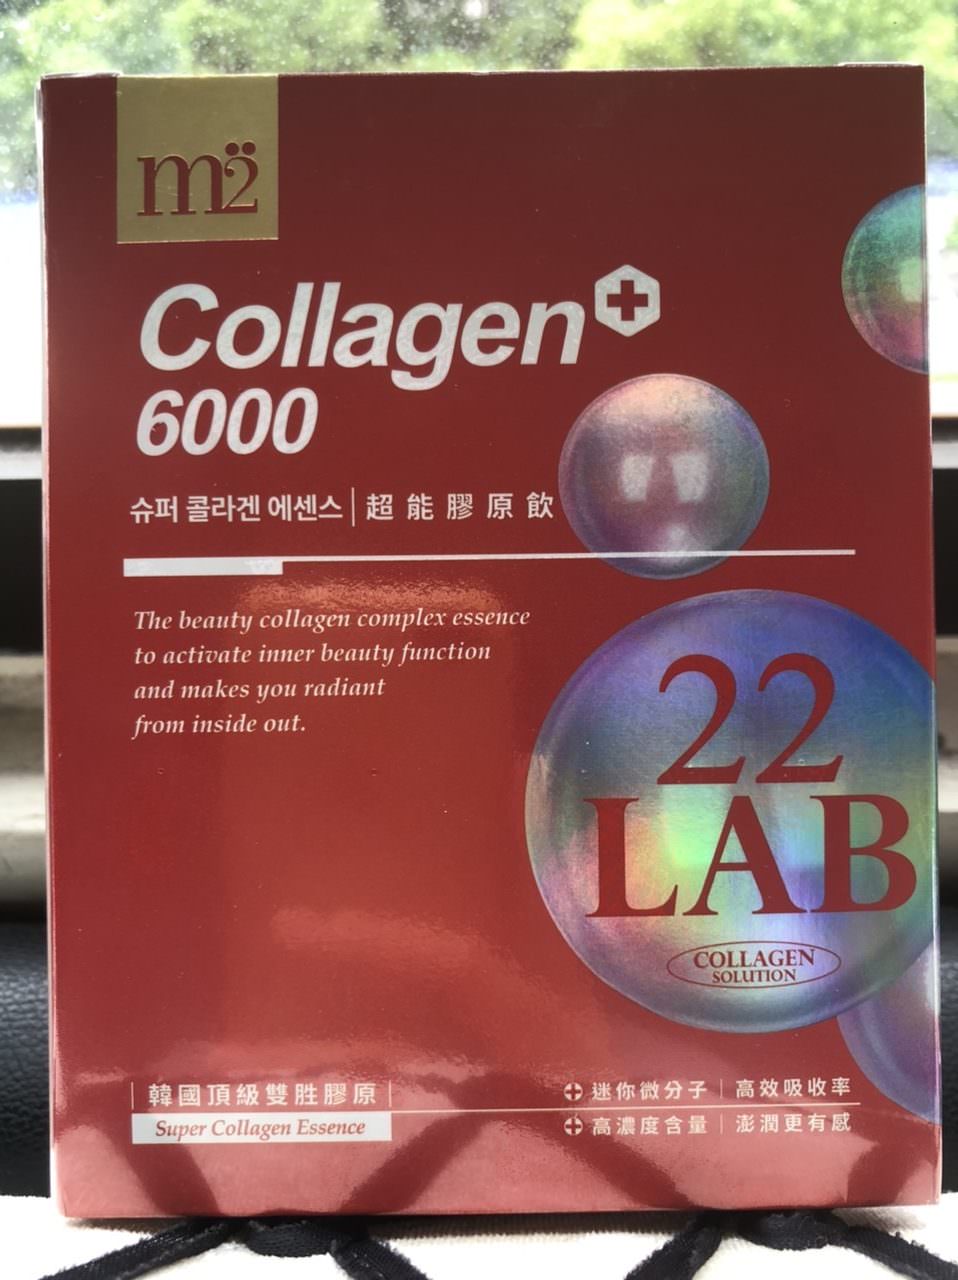 m2
Collagen+
6000
슈퍼 콜라겐 에센스 | 超能膠原飲
The beauty collagen complex essence
to activate inner beauty function
and makes you radiant
from inside out.
22
LAB
COLLAGEN
SOLUTION
韓國頂級雙胜膠原
Super Collagen Essence
迷你微分子 | 高效吸收率
高濃度含量 | 澎潤更有感